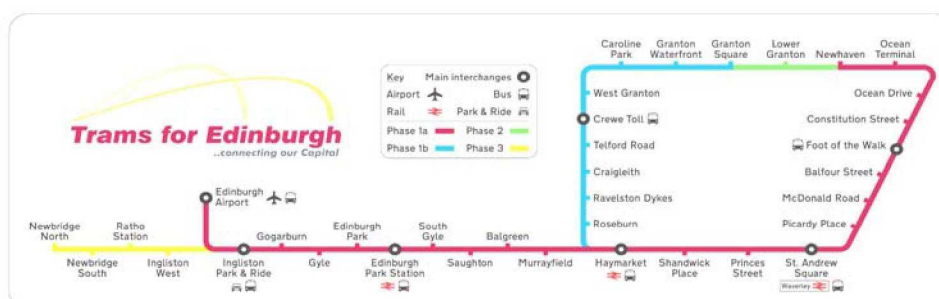 Trams for Edinburgh
..connecting our Capital
Key
Main interchanges
Airport
Bus
Rail
Park & Ride
Phase 1a
Phase 2
Phase 1b
Phase 3
Caroline
Park
Granton
Waterfront
Granton
Square
Lower
Granton
Newhaven
Ocean
Terminal
West Granton
Crewe Toll
Telford Road
Craigleith
Ravelston Dykes
Roseburn
Ocean Drive
Constitution Street
Foot of the Walk
Balfour Street
McDonald Road
Picardy Place
Edinburgh
Airport
Newbridge
North
Newbridge
South
Ratho
Station
Ingliston
West
Ingliston
Park & Ride
Gogarburn
Gyle
Edinburgh
Park
Edinburgh
Park Station
South
Gyle
Saughton
Balgreen
Murrayfield
Haymarket
Shandwick
Place
Princes
Street
St. Andrew
Square
Waverley